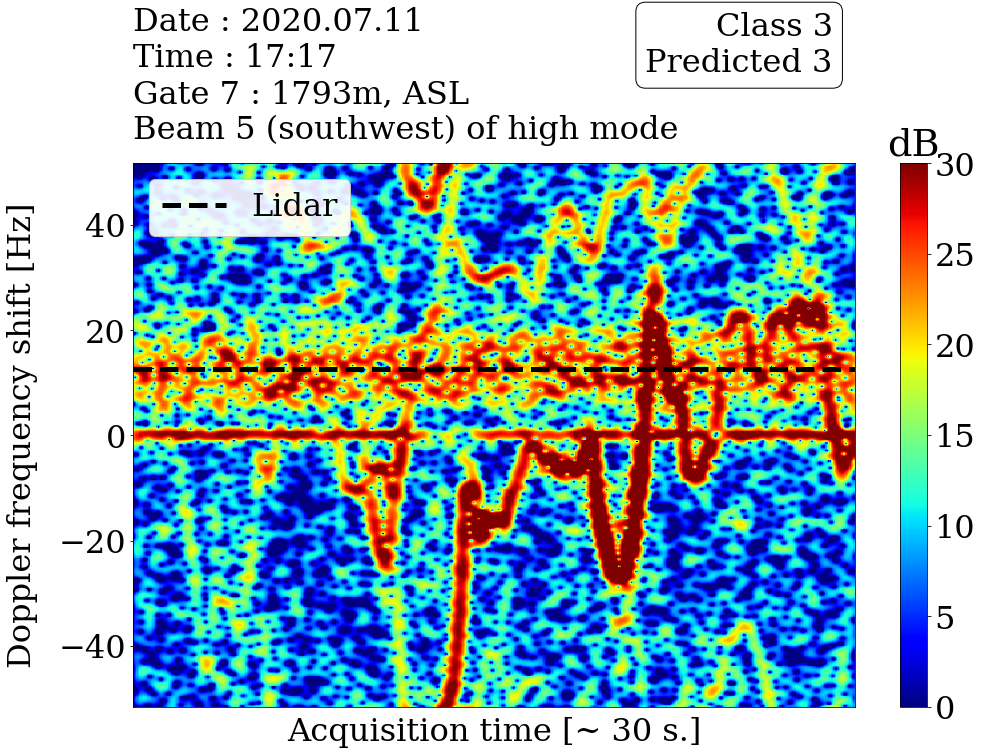 Date : 2020.07.11
Time : 17:17
Gate 7 : 1793m, ASL
Beam 5 (southwest) of high mode
Class 3
Predicted 3
dB
Lidar
Doppler frequency shift [Hz]
40
20
0
−20
−40
Acquisition time [~ 30 s.]
30
25
20
15
10
5
0